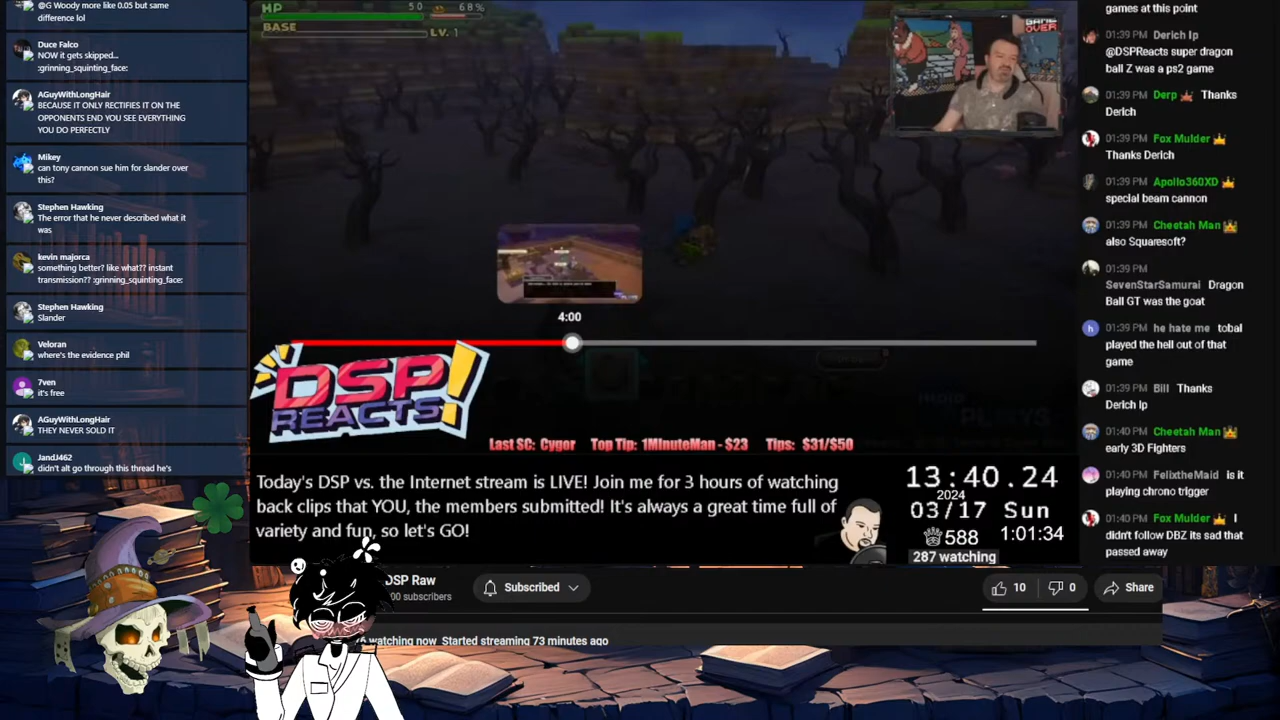 @G Woody more like 0.05 but same
difference lol
Duce Falco
NOW it gets skipped...
:grinning_squinting_face:
AGuyWithLongHair
BECAUSE IT ONLY RECTIFIES IT ON THE
OPPONENTS END YOU SEE EVERYTHING
YOU DO PERFECTLY
Mikey
can tony cannon sue him for slander over
this?
Stephen Hawking
The error that he never described what it
was
kevin majorca
something better? like what?? instant
transmission?? :grinning_squinting_face:
Stephen Hawking
Slander
Veloran
where's the evidence phil
7ven
it's free
AGuyWithLongHair
THEY NEVER SOLD IT
JandJ462
didn't alt go through this thread he's
HP 50 68%
BASE LV. 1
GAME
OVER
4:00
DSP!
REACTS
Last SC: Cygor Top Tip: 1MinuteMan - $23 Tips: $31/$50
Today's DSP vs. the Internet stream is LIVE! Join me for 3 hours of watching
back clips that YOU, the members submitted! It's always a great time full of
variety and fun, so let's GO!
13:40.24
2024
03/17 Sun
588 1:01:34
287 watching
DSP Raw
00 subscribers
Subscribed
10 0 Share
6 watching now Started streaming 73 minutes ago
games at this point
01:39 PM Derich Ip
@DSPReacts super dragon
ball Z was a ps2 game
01:39 PM Derp Thanks
Derich
01:39 PM Fox Mulder
Thanks Derich
01:39 PM Apollo360XD
special beam cannon
01:39 PM Cheetah Man
also Squaresoft?
01:39 PM
SevenStarSamurai Dragon
Ball GT was the goat
01:39 PM he hate me tobal
played the hell out of that
game
01:39 PM Bill Thanks
Derich Ip
01:40 PM Cheetah Man
early 3D Fighters
01:40 PM FelixtheMaid is it
playing chrono trigger
01:40 PM Fox Mulder I
didn't follow DBZ its sad that
passed away